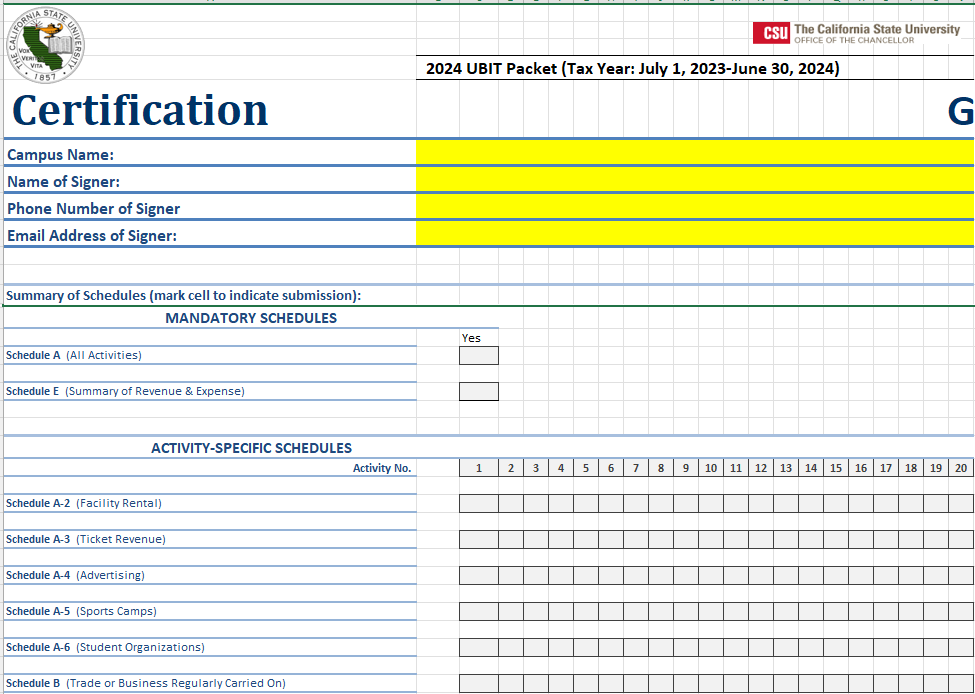 THE CALIFORNIA STATE UNIVERSITY
VOX
VERITAS
VITA
1857
CSU The California State University
OFFICE OF THE CHANCELLOR
2024 UBIT Packet (Tax Year: July 1, 2023-June 30, 2024)
Certification
G
Campus Name:
Name of Signer:
Phone Number of Signer
Email Address of Signer:
Summary of Schedules (mark cell to indicate submission):
MANDATORY SCHEDULES
Yes
Schedule A (All Activities)
Schedule E (Summary of Revenue & Expense)
ACTIVITY-SPECIFIC SCHEDULES
Activity No. 1 2 3 4 5 6 7 8 9 10 11 12 13 14 15 16 17 18 19 20
Schedule A-2 (Facility Rental)
Schedule A-3 (Ticket Revenue)
Schedule A-4 (Advertising)
Schedule A-5 (Sports Camps)
Schedule A-6 (Student Organizations)
Schedule B (Trade or Business Regularly Carried On)